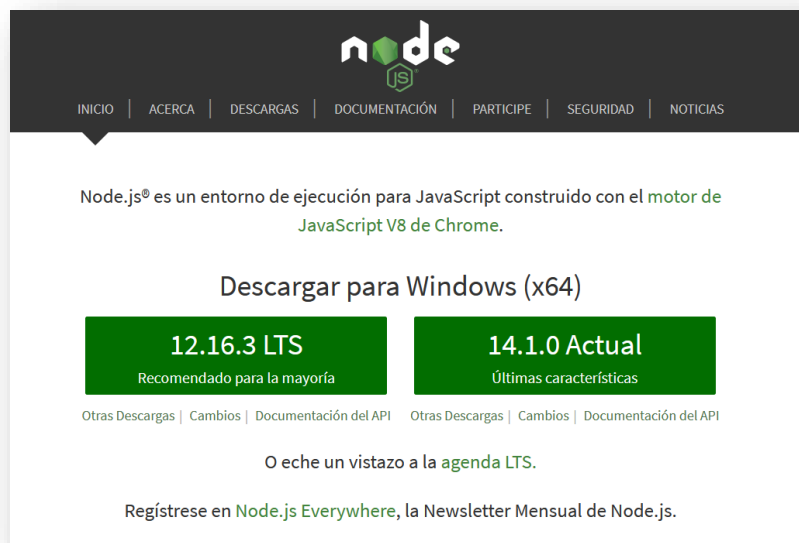 node
JS
INICIO | ACERCA | DESCARGAS | DOCUMENTACIÓN | PARTICIPE | SEGURIDAD | NOTICIAS
Node.js® es un entorno de ejecución para JavaScript construido con el motor de
JavaScript V8 de Chrome.
Descargar para Windows (x64)
12.16.3 LTS
Recomendado para la mayoría
14.1.0 Actual
Últimas características
Otras Descargas | Cambios | Documentación del API
Otras Descargas | Cambios | Documentación del API
O eche un vistazo a la agenda LTS.
Regístrese en Node.js Everywhere, la Newsletter Mensual de Node.js.